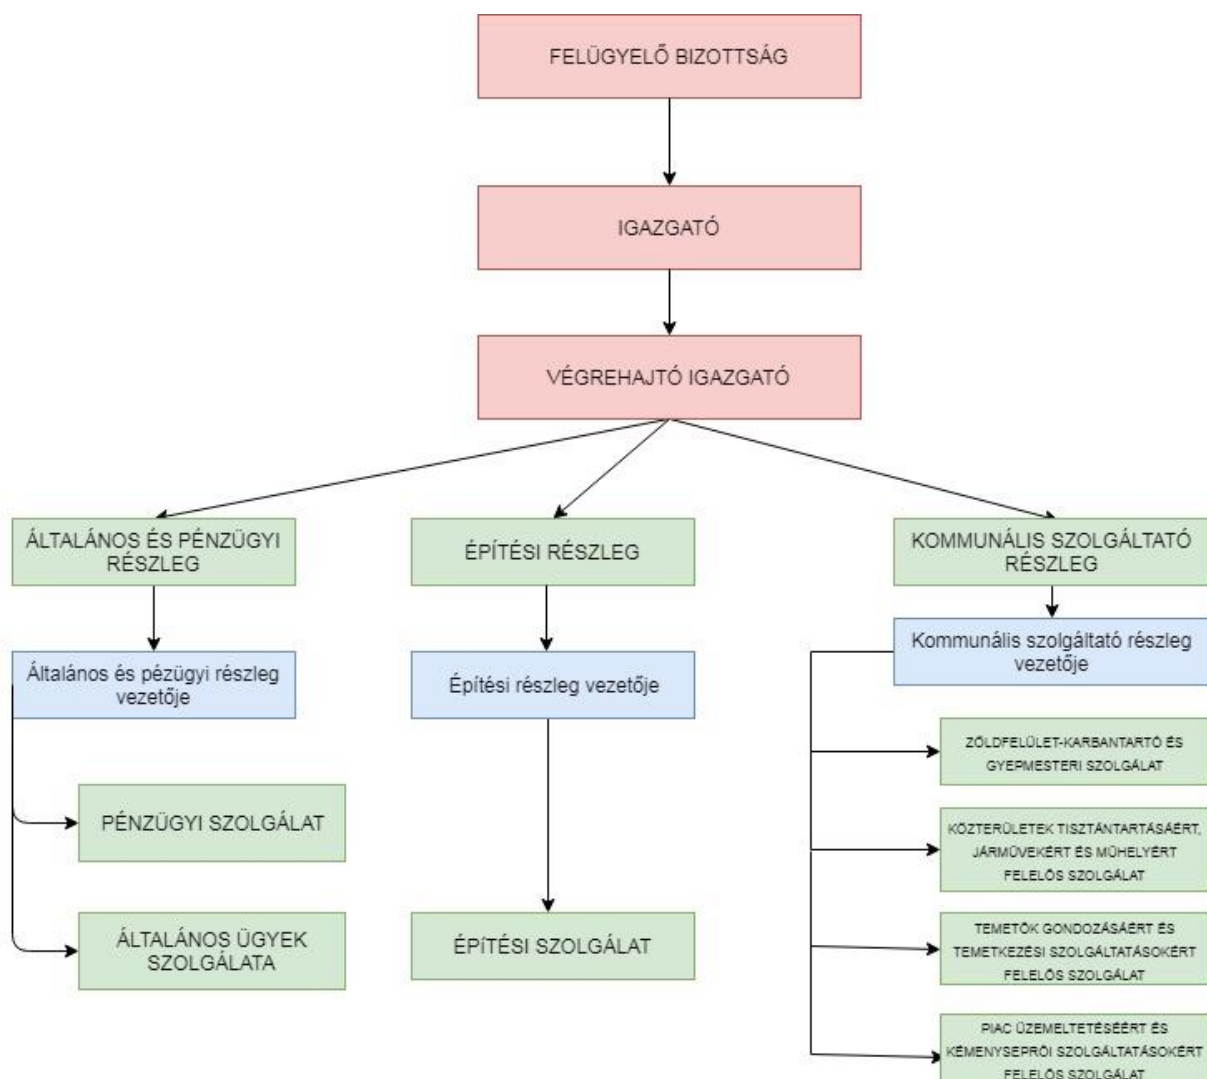 FELÜGYELŐ BIZOTTSÁG
IGAZGATÓ
VÉGREHAJTÓ IGAZGATÓ
ÁLTALÁNOS ÉS PÉNZÜGYI
RÉSZLEG
ÉPÍTÉSI RÉSZLEG
KOMMUNÁLIS SZOLGÁLTATÓ
RÉSZLEG
Általános és pézügyi részleg
vezetője
Építési részleg vezetője
Kommunális szolgáltató részleg
vezetője
PÉNZÜGYI SZOLGÁLAT
ÁLTALÁNOS ÜGYEK
SZOLGÁLATA
ÉPÍTÉSI SZOLGÁLAT
ZÖLDFELÜLET-KARBANTARTÓ ÉS
GYEPMESTERI SZOLGÁLAT
KÖZTERÜLETEK TISZTÁNTARTÁSÁÉRT,
JÁRMŰVEKÉRT ÉS MŰHELYÉRT
FELELŐS SZOLGÁLAT
TEMETŐK GONDOZÁSÁÉRT ÉS
TEMETKEZÉSI SZOLGÁLTATÁSOKÉRT
FELELŐS SZOLGÁLAT
PIAC ÜZEMELTETÉSÉÉRT ÉS
KÉMÉNYSEPRŐI SZOLGÁLTATÁSOKÉRT
FELELŐS SZOLGÁLAT